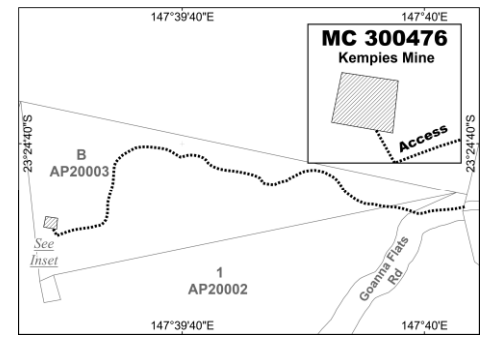 147°39'40"E
147°40'E
MC 300476
Kempies Mine
Access
23°24'40"S
23°24'40"S
B
AP20003
See
Inset
1
AP20002
Goanna Flats
Rd
147°39'40"E
147°40'E